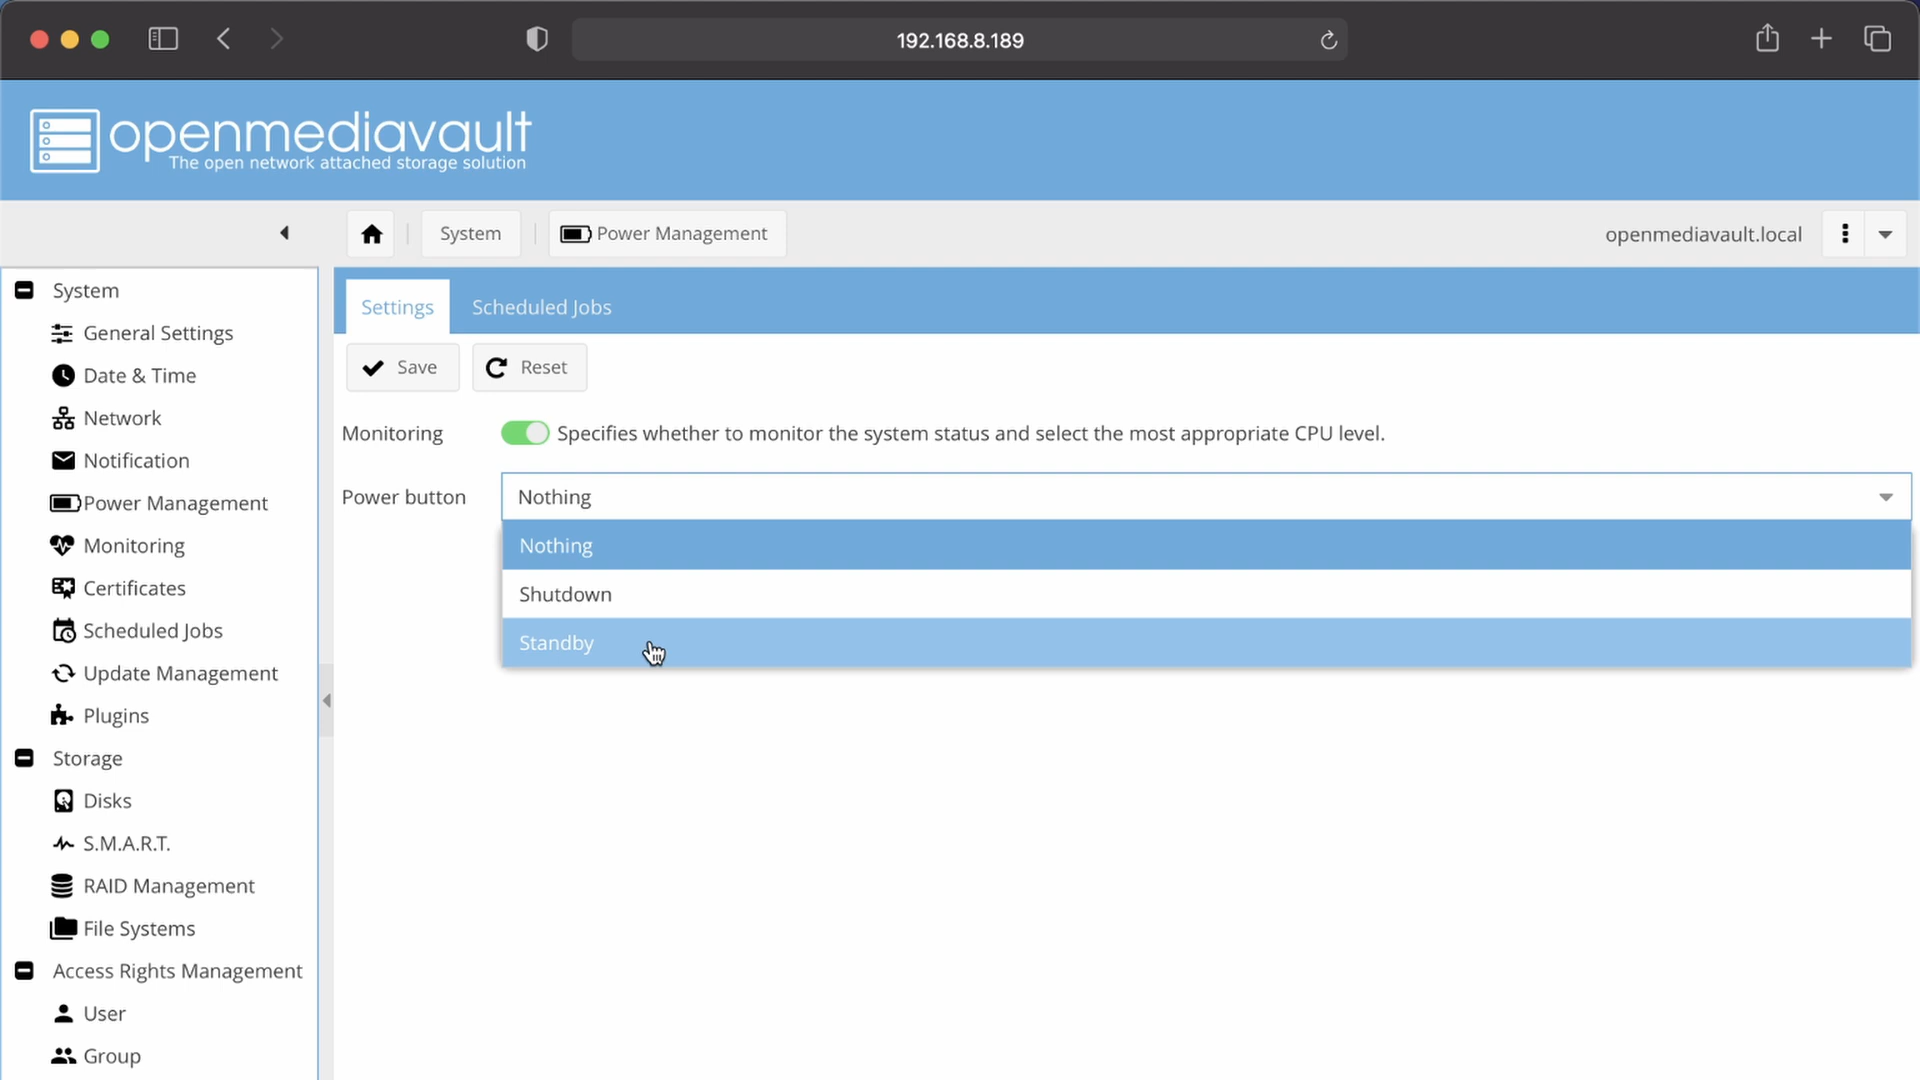 192.168.8.189
openmediavault
The open network attached storage solution
System
Power Management
openmediavault.local
System
General Settings
Date & Time
Network
Notification
Power Management
Monitoring
Certificates
Scheduled Jobs
Update Management
Plugins
Storage
Disks
S.M.A.R.T.
RAID Management
File Systems
Access Rights Management
User
Group
Settings
Scheduled Jobs
Save
Reset
Monitoring
Specifies whether to monitor the system status and select the most appropriate CPU level.
Power button
Nothing
Nothing
Shutdown
Standby